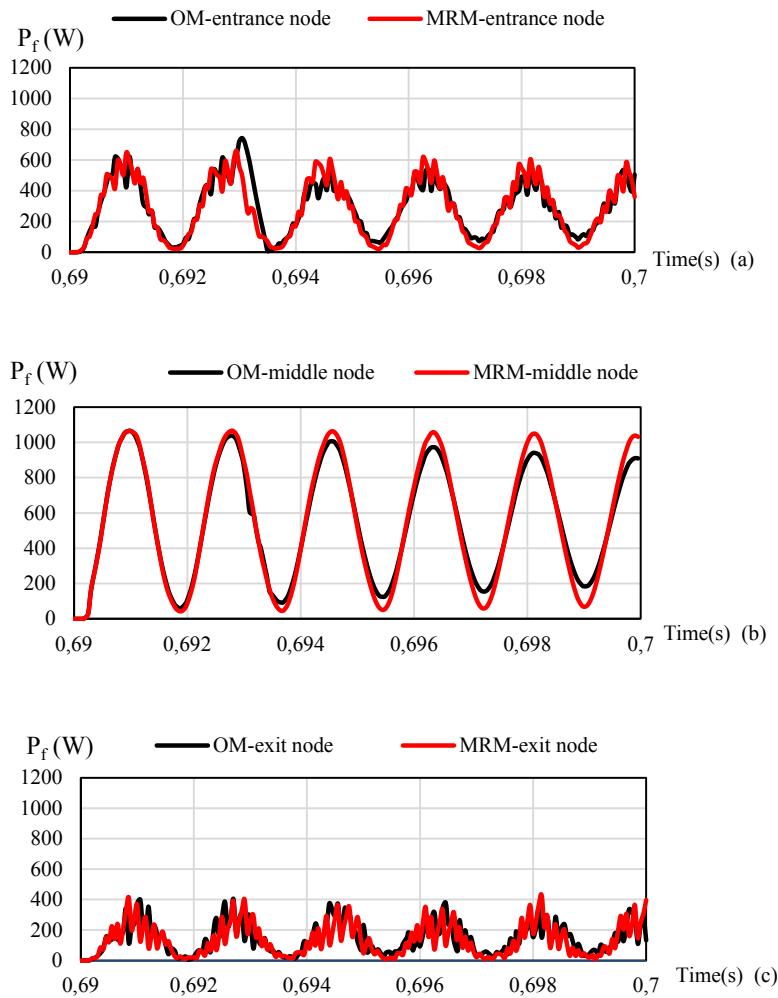 OM-entrance node MRM-entrance node
P_f (W)
1200
1000
800
600
400
200
0
0,69 0,692 0,694 0,696 0,698 0,7
Time(s) (a)
P_f (W)
OM-middle node MRM-middle node
1200
1000
800
600
400
200
0
0,69 0,692 0,694 0,696 0,698 0,7
Time(s) (b)
P_f (W)
OM-exit node MRM-exit node
1200
1000
800
600
400
200
0
0,69 0,692 0,694 0,696 0,698 0,7
Time(s) (c)